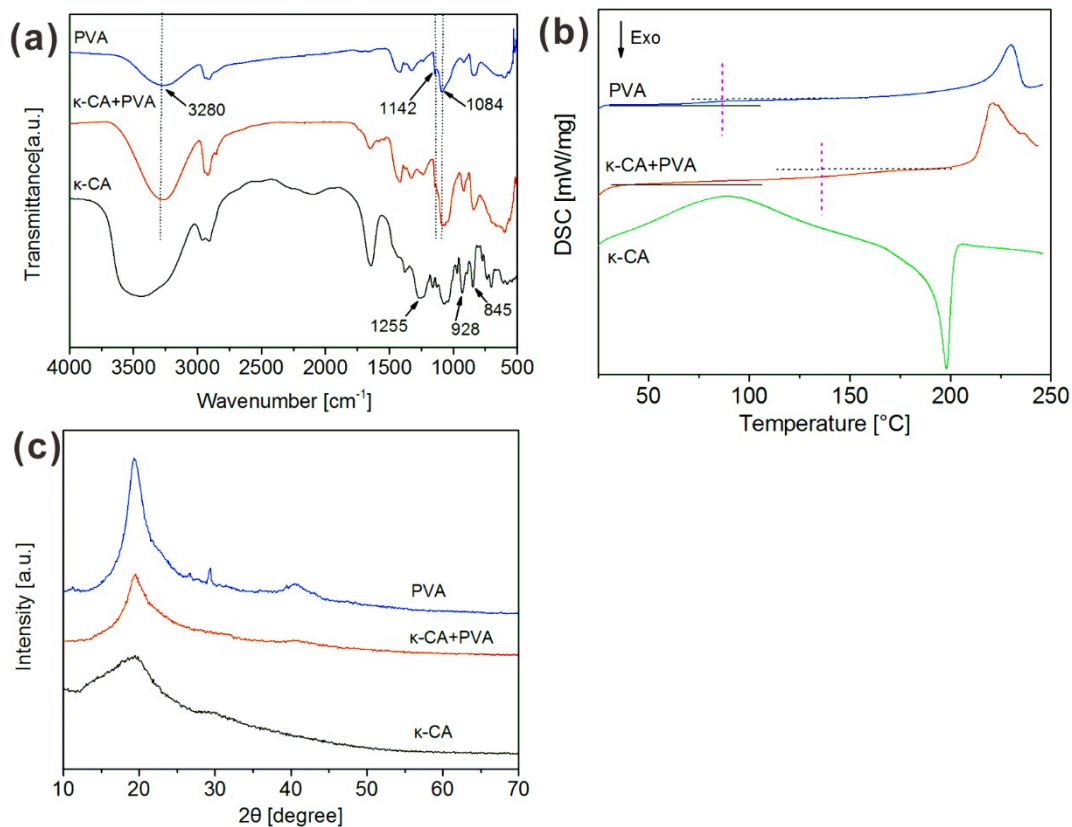 (a)
PVA
κ-CA+PVA
κ-CA
3280
1142
1084
1255
928
845
Transmittance[a.u.]
4000 3500 3000 2500 2000 1500 1000 500
Wavenumber [cm⁻¹]
(b)
Exo
PVA
κ-CA+PVA
κ-CA
DSC [mW/mg]
50 100 150 200 250
Temperature [°C]
(c)
PVA
κ-CA+PVA
κ-CA
Intensity [a.u.]
10 20 30 40 50 60 70
2θ [degree]